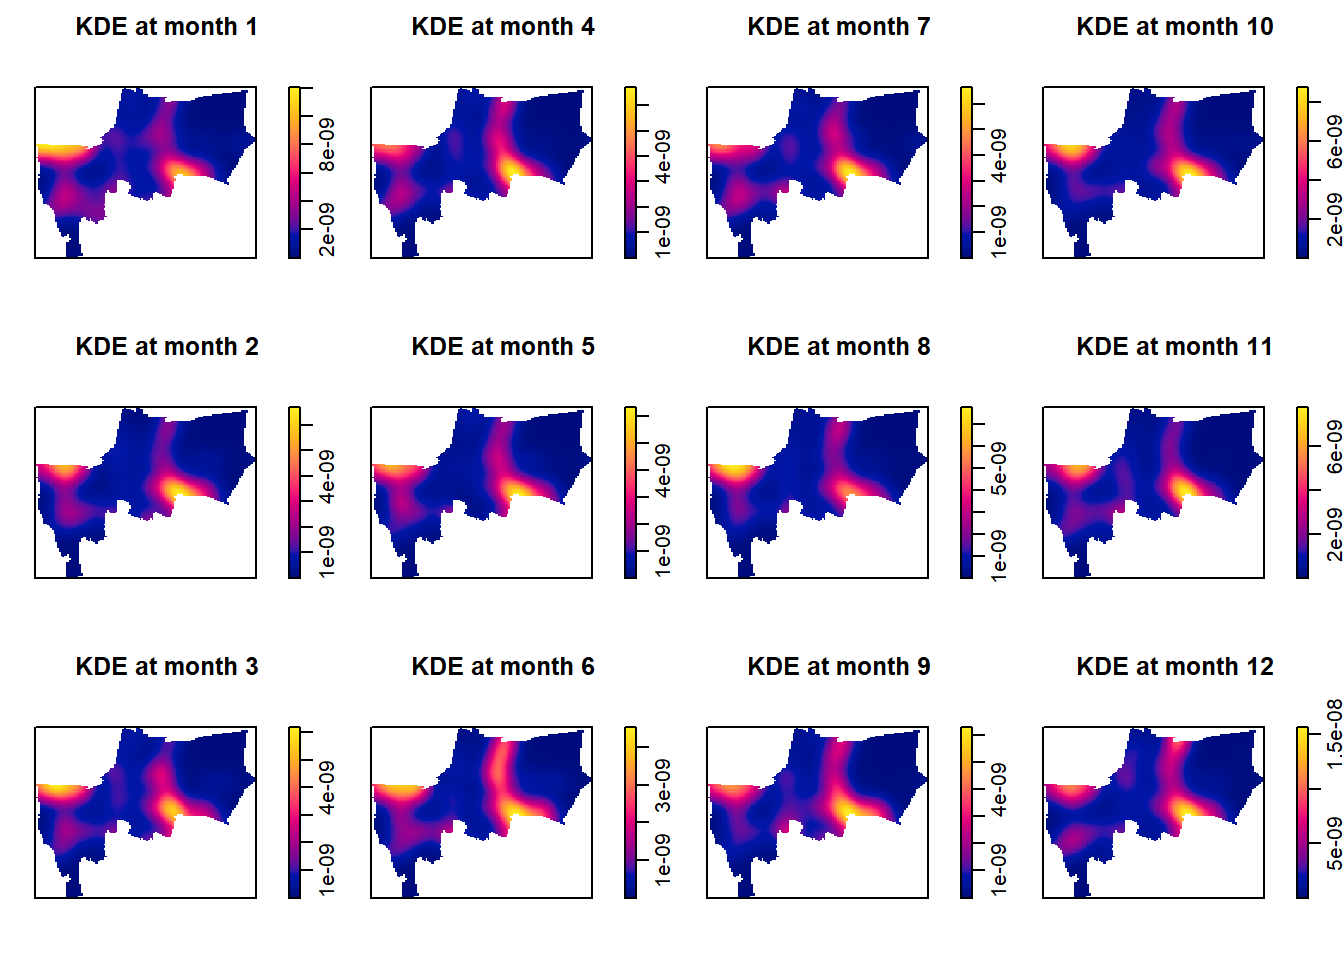 KDE at month 1
KDE at month 4
KDE at month 7
KDE at month 10
2e-09 8e-09
1e-09 4e-09
1e-09 4e-09
2e-09 6e-09
KDE at month 2
KDE at month 5
KDE at month 8
KDE at month 11
1e-09 4e-09
1e-09 4e-09
1e-09 5e-09
2e-09 6e-09
KDE at month 3
KDE at month 6
KDE at month 9
KDE at month 12
1e-09 4e-09
1e-09 3e-09
1e-09 4e-09
5e-09 1.5e-08